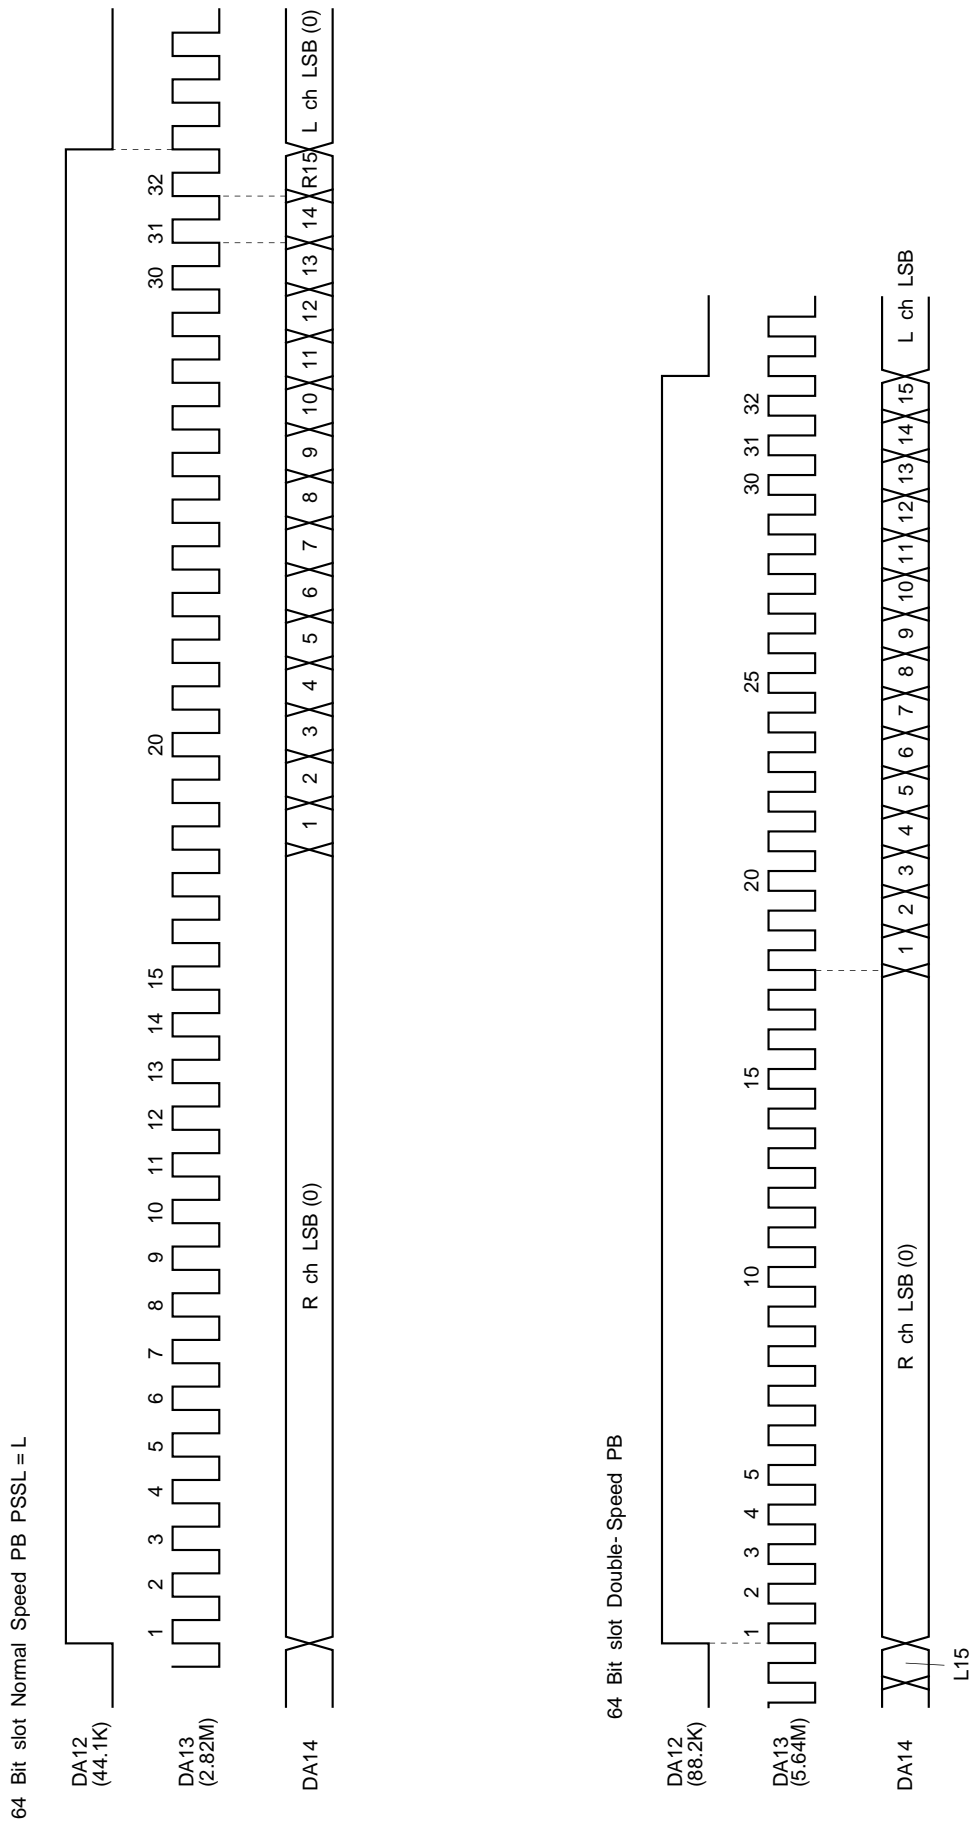 64 Bit slot Normal Speed PB PSSL = L
DA12
(44.1K)
DA13
(2.82M)
1 2 3 4 5 6 7 8 9 10 11 12 13 14 15 20 30 31 32
DA14
R ch LSB (0) 1 2 3 4 5 6 7 8 9 10 11 12 13 14 R15 L ch LSB (0)
64 Bit slot Double- Speed PB
DA12
(88.2K)
DA13
(5.64M)
1 2 3 4 5 10 15 20 25 30 31 32
DA14
R ch LSB (0) 1 2 3 4 5 6 7 8 9 10 11 12 13 14 15 L ch LSB
L15